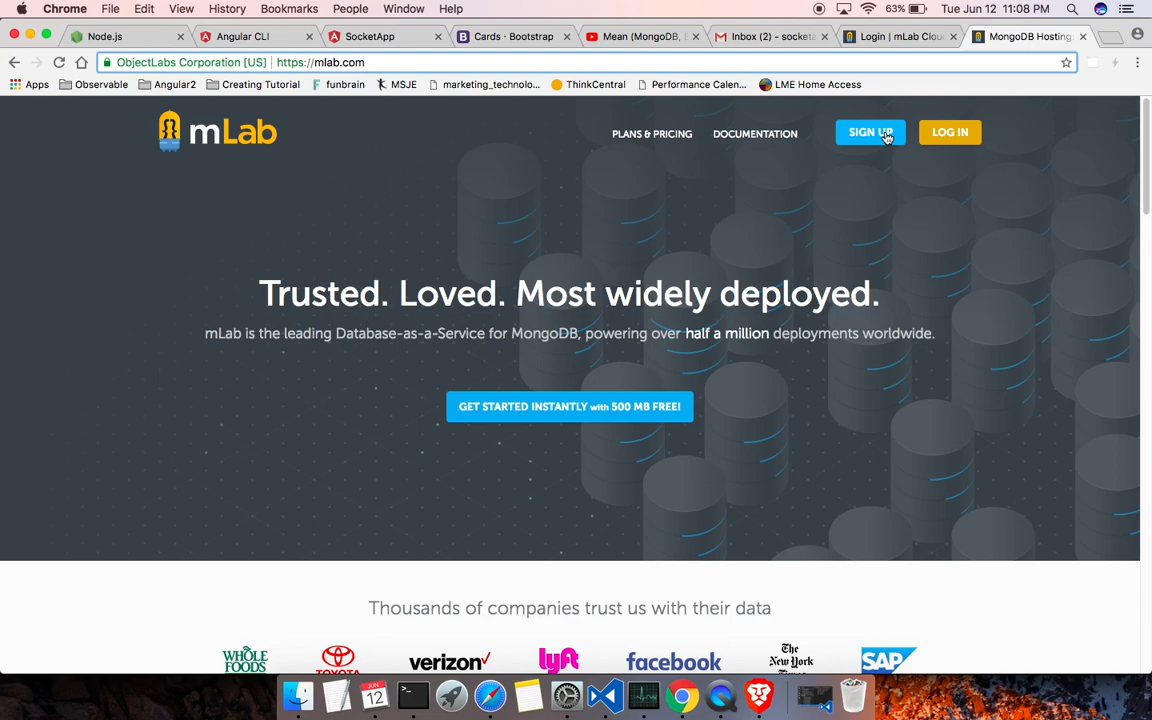 Chrome File Edit View History Bookmarks People Window Help 63% Tue Jun 12 11:08 PM
Node.js Angular CLI SocketApp Cards · Bootstrap Mean (MongoDB, Inbox (2) - socketa Login | mLab Clou MongoDB Hosting
ObjectLabs Corporation [US] https://mlab.com
Apps Observable Angular2 Creating Tutorial funbrain MSJE marketing_technolo... ThinkCentral Performance Calen... LME Home Access
mLab PLANS & PRICING DOCUMENTATION SIGN UP LOG IN
Trusted. Loved. Most widely deployed.
mLab is the leading Database-as-a-Service for MongoDB, powering over half a million deployments worldwide.
GET STARTED INSTANTLY with 500 MB FREE!
Thousands of companies trust us with their data
WHOLE FOODS TOYOTA verizon lyft facebook The New York Times SAP
JUN 12